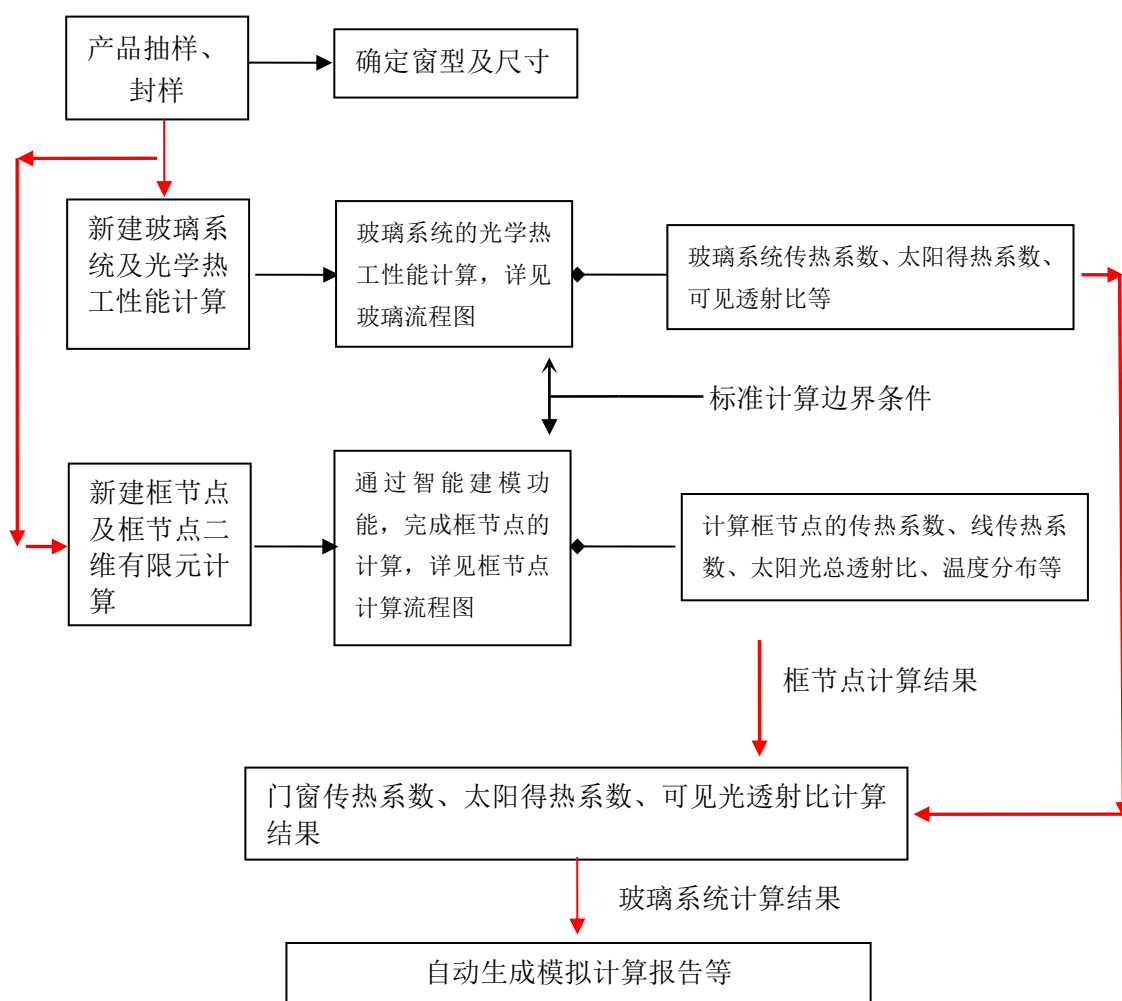 产品抽样、
封样
确定窗型及尺寸
新建玻璃系
统及光学热
工性能计算
玻璃系统的光学热
工性能计算，详见
玻璃流程图
玻璃系统传热系数、太阳得热系数、
可见透射比等
标准计算边界条件
新建框节点
及框节点二
维有限元计
算
通过智能建模功
能，完成框节点的
计算，详见框节点
计算流程图
计算框节点的传热系数、线传热系
数、太阳光总透射比、温度分布等
框节点计算结果
门窗传热系数、太阳得热系数、可见光透射比计算
结果
玻璃系统计算结果
自动生成模拟计算报告等